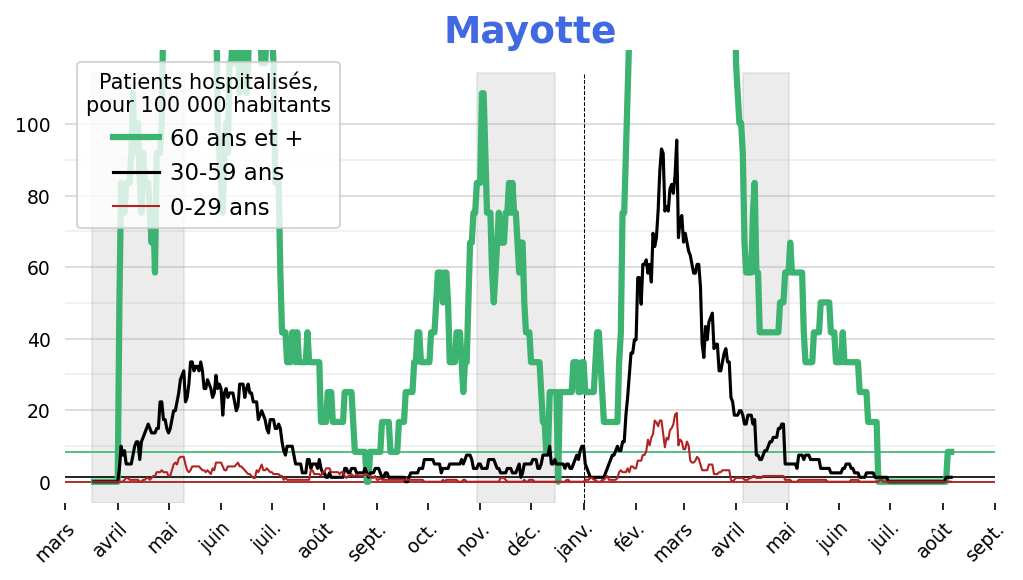 Mayotte
Patients hospitalisés,
pour 100 000 habitants
60 ans et +
30-59 ans
0-29 ans
100
80
60
40
20
0
mars avril mai juin juil. août sept. oct. nov. déc. janv. fév. mars avril mai juin juil. août sept.